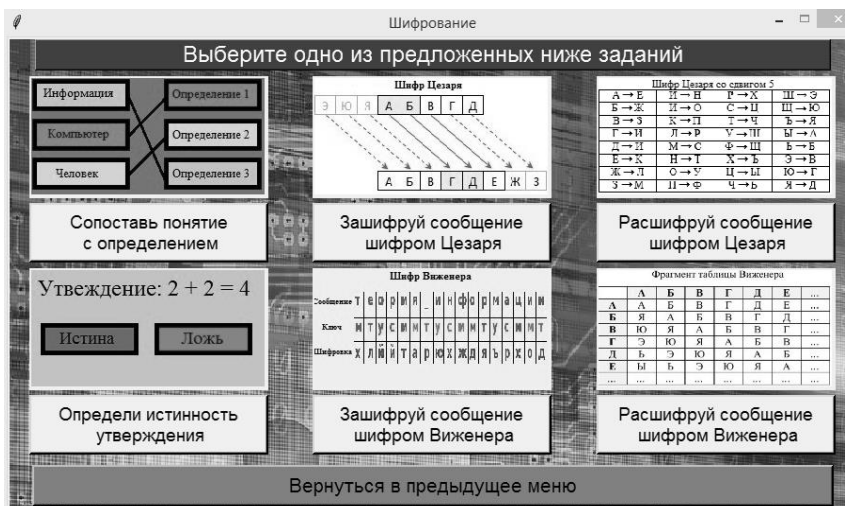 Шифрование
Выберите одно из предложенных ниже заданий
Информация Определение 1
Компьютер Определение 2
Человек Определение 3
Сопоставь понятие
с определением
Шифр Цезаря
Э Ю Я А Б В Г Д
А Б В Г Д Е Ж З
Зашифруй сообщение
шифром Цезаря
Шифр Цезаря со сдвигом 5
А → Е И → Н Р → Х Ш → Э
Б → Ж Й → О С → Ц Щ → Ю
В → З К → П Т → Ч Ъ → Я
Г → И Л → Р У → Ш Ы → А
Д → Й М → С Ф → Щ Ь → Б
Е → К Н → Т Х → Ъ Э → В
Ж → Л О → У Ц → Ы Ю → Г
З → М П → Ф Ч → Ь Я → Д
Расшифруй сообщение
шифром Цезаря
Утвеждение: 2 + 2 = 4
Истина Ложь
Определи истинность
утверждения
Шифр Виженера
Сообщение т е о р и я _ и н ф о р м а ц и и
Ключ
Шифровка
Зашифруй сообщение
шифром Виженера
Фрагмент таблицы Виженера
А Б В Г Д Е ...
А А Б В Г Д Е ...
Б Я А Б В Г Д ...
В Ю Я А Б В Г ...
Г Э Ю Я А Б В ...
Д Ь Э Ю Я А Б ...
Е Ы Ь Э Ю Я А ...
... ... ... ... ... ... ... ...
Расшифруй сообщение
шифром Виженера
Вернуться в предыдущее меню